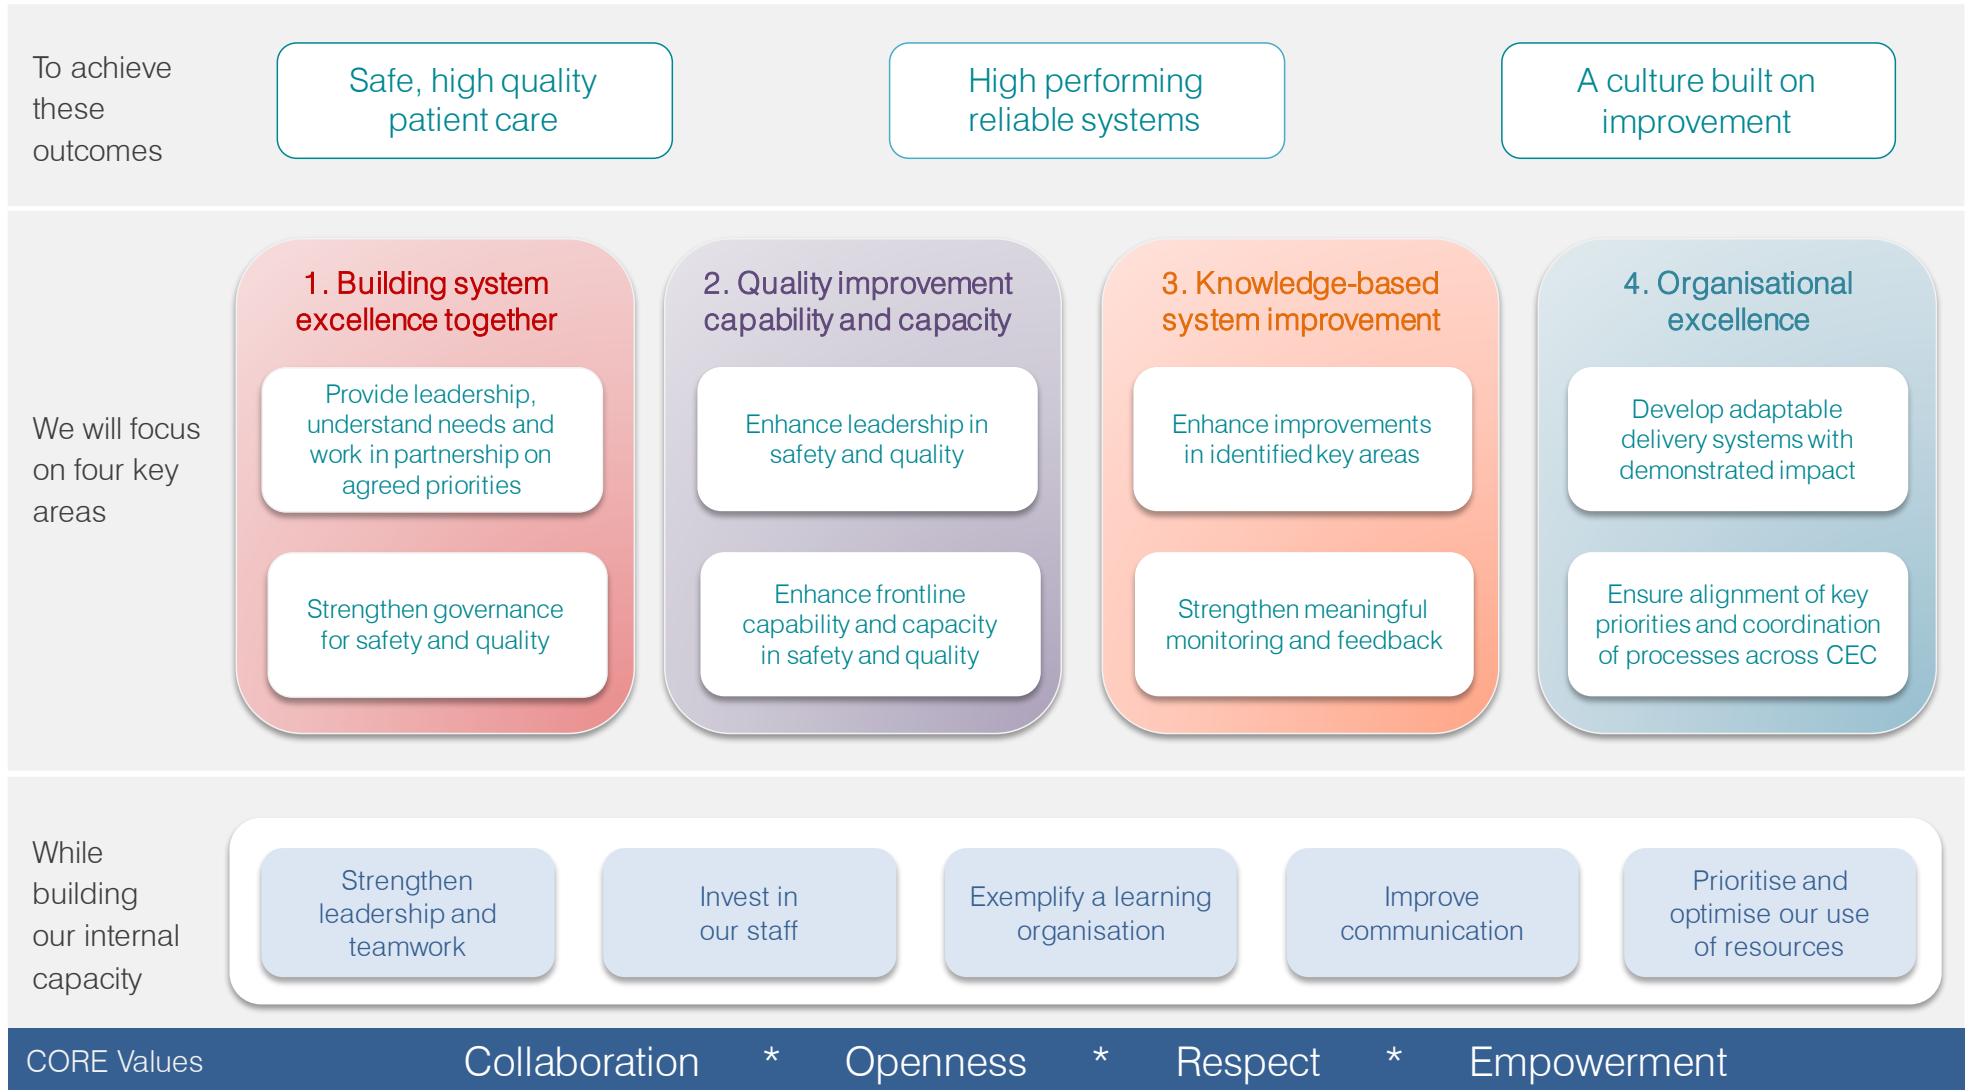 To achieve
these
outcomes
Safe, high quality
patient care
High performing
reliable systems
A culture built on
improvement
We will focus
on four key
areas
1. Building system
excellence together
Provide leadership,
understand needs and
work in partnership on
agreed priorities
Strengthen governance
for safety and quality
2. Quality improvement
capability and capacity
Enhance leadership in
safety and quality
Enhance frontline
capability and capacity
in safety and quality
3. Knowledge-based
system improvement
Enhance improvements
in identified key areas
Strengthen meaningful
monitoring and feedback
4. Organisational
excellence
Develop adaptable
delivery systems with
demonstrated impact
Ensure alignment of key
priorities and coordination
of processes across CEC
While
building
our internal
capacity
Strengthen
leadership and
teamwork
Invest in
our staff
Exemplify a learning
organisation
Improve
communication
Prioritise and
optimise our use
of resources
CORE Values
Collaboration * Openness * Respect * Empowerment